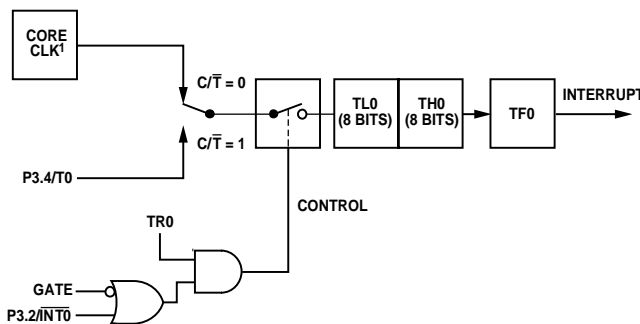 CORE
CLK¹
C/T̅ = 0
C/T̅ = 1
P3.4/T0
TL0
(8 BITS)
TH0
(8 BITS)
TF0
INTERRUPT
CONTROL
TR0
GATE
P3.2/I̅N̅T̅0̅